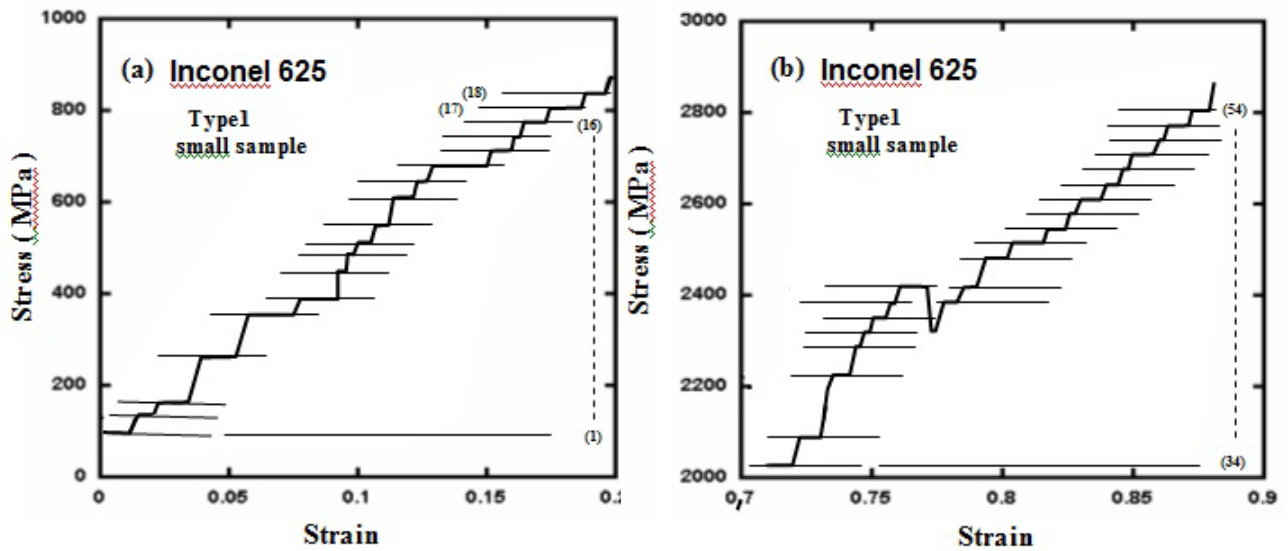 1000
800
600
400
200
0
0
0.05
0.1
0.15
0.2
Stress ( MPa)
Strain
(a) Inconel 625
Type1
small sample
(18)
(17)
(16)
(1)
3000
2800
2600
2400
2200
2000
0,7
0.75
0.8
0.85
0.9
Stress ( MPa)
Strain
(b) Inconel 625
Type1
small sample
(54)
(34)